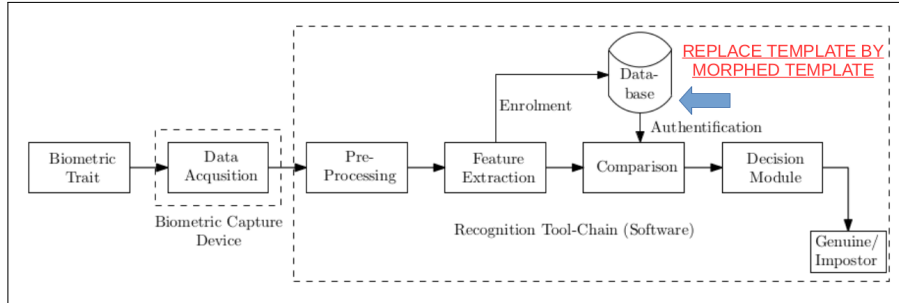 REPLACE TEMPLATE BY
MORPHED TEMPLATE
Data-
base
Enrolment
Authentification
Biometric
Trait
Data
Acqusition
Pre-
Processing
Feature
Extraction
Comparison
Decision
Module
Biometric Capture
Device
Recognition Tool-Chain (Software)
Genuine/
Impostor